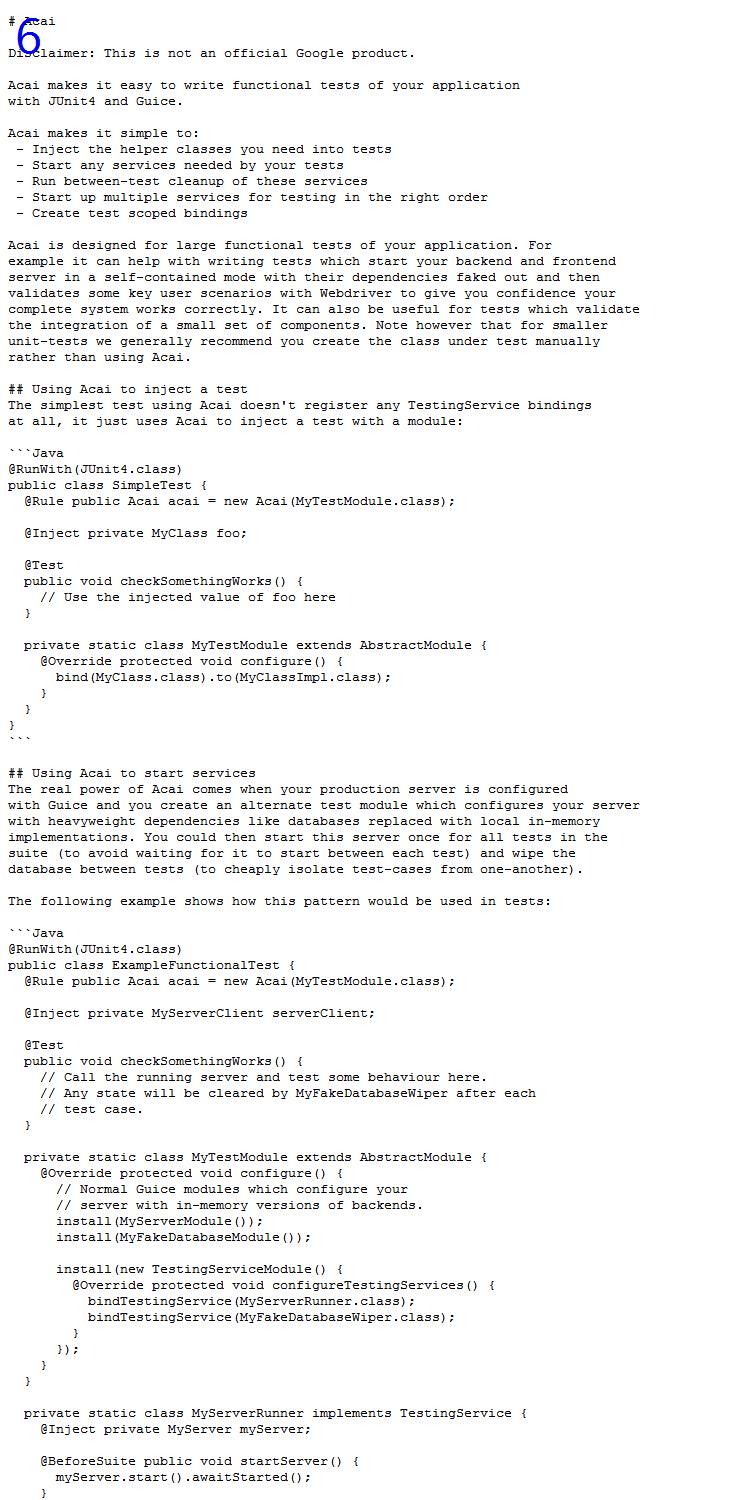 # Acai
6
Disclaimer: This is not an official Google product.

Acai makes it easy to write functional tests of your application
with JUnit4 and Guice.

Acai makes it simple to:
 - Inject the helper classes you need into tests
 - Start any services needed by your tests
 - Run between-test cleanup of these services
 - Start up multiple services for testing in the right order
 - Create test scoped bindings

Acai is designed for large functional tests of your application. For
example it can help with writing tests which start your backend and frontend
server in a self-contained mode with their dependencies faked out and then
validates some key user scenarios with Webdriver to give you confidence your
complete system works correctly. It can also be useful for tests which validate
the integration of a small set of components. Note however that for smaller
unit-tests we generally recommend you create the class under test manually
rather than using Acai.

## Using Acai to inject a test
The simplest test using Acai doesn't register any TestingService bindings
at all, it just uses Acai to inject a test with a module:

```Java
@RunWith(JUnit4.class)
public class SimpleTest {
  @Rule public Acai acai = new Acai(MyTestModule.class);

  @Inject private MyClass foo;

  @Test
  public void checkSomethingWorks() {
    // Use the injected value of foo here
  }

  private static class MyTestModule extends AbstractModule {
    @Override protected void configure() {
      bind(MyClass.class).to(MyClassImpl.class);
    }
  }
}
```

## Using Acai to start services
The real power of Acai comes when your production server is configured
with Guice and you create an alternate test module which configures your server
with heavyweight dependencies like databases replaced with local in-memory
implementations. You could then start this server once for all tests in the
suite (to avoid waiting for it to start between each test) and wipe the
database between tests (to cheaply isolate test-cases from one-another).

The following example shows how this pattern would be used in tests:

```Java
@RunWith(JUnit4.class)
public class ExampleFunctionalTest {
  @Rule public Acai acai = new Acai(MyTestModule.class);

  @Inject private MyServerClient serverClient;

  @Test
  public void checkSomethingWorks() {
    // Call the running server and test some behaviour here.
    // Any state will be cleared by MyFakeDatabaseWiper after each
    // test case.
  }

  private static class MyTestModule extends AbstractModule {
    @Override protected void configure() {
      // Normal Guice modules which configure your
      // server with in-memory versions of backends.
      install(MyServerModule());
      install(MyFakeDatabaseModule());

      install(new TestingServiceModule() {
        @Override protected void configureTestingServices() {
          bindTestingService(MyServerRunner.class);
          bindTestingService(MyFakeDatabaseWiper.class);
        }
      });
    }
  }

  private static class MyServerRunner implements TestingService {
    @Inject private MyServer myServer;

    @BeforeSuite public void startServer() {
      myServer.start().awaitStarted();
    }